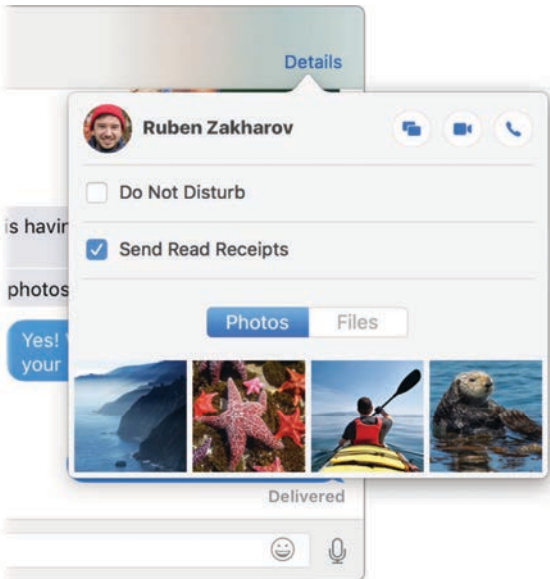 Details
Ruben Zakharov
Do Not Disturb
is havin
Send Read Receipts
photos
Photos
Files
Yes!
your
Delivered